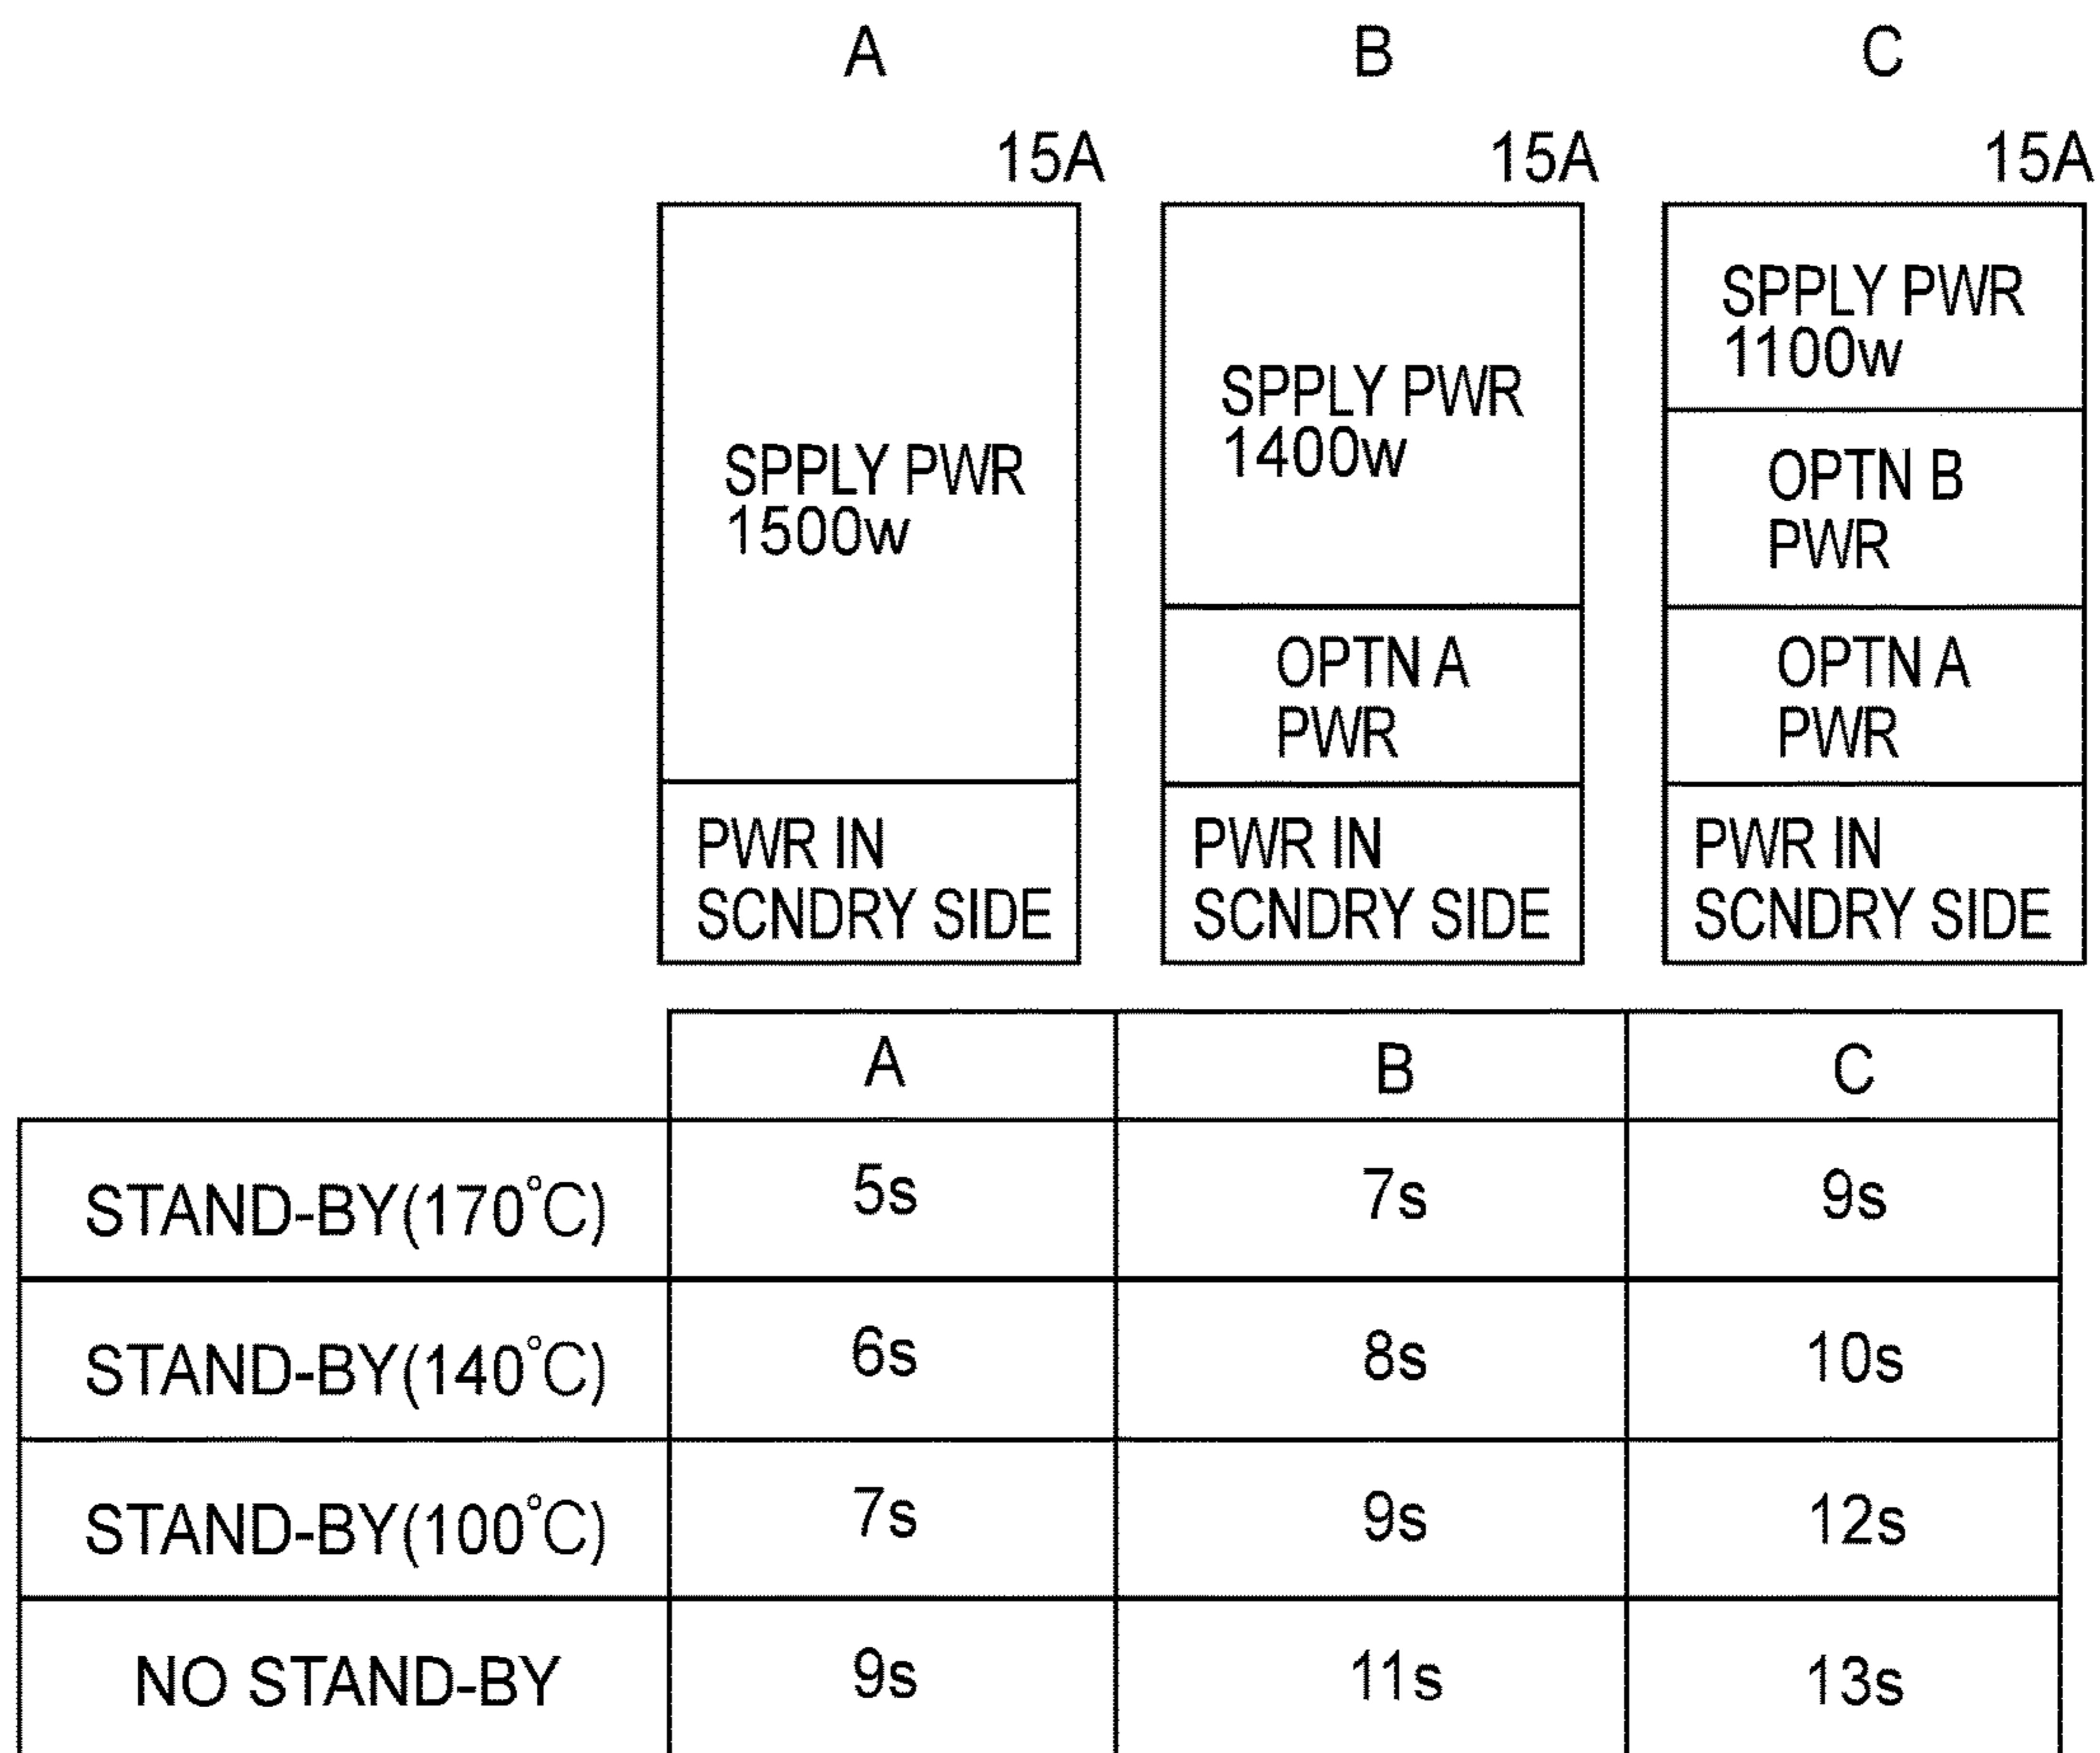 A B C
15A 15A 15A
SPPLY PWR
1500w
PWR IN
SCNDRY SIDE
SPPLY PWR
1400w
OPTN A
PWR
PWR IN
SCNDRY SIDE
SPPLY PWR
1100w
OPTN B
PWR
OPTN A
PWR
PWR IN
SCNDRY SIDE
A B C
STAND-BY(170°C) 5s 7s 9s
STAND-BY(140°C) 6s 8s 10s
STAND-BY(100°C) 7s 9s 12s
NO STAND-BY 9s 11s 13s